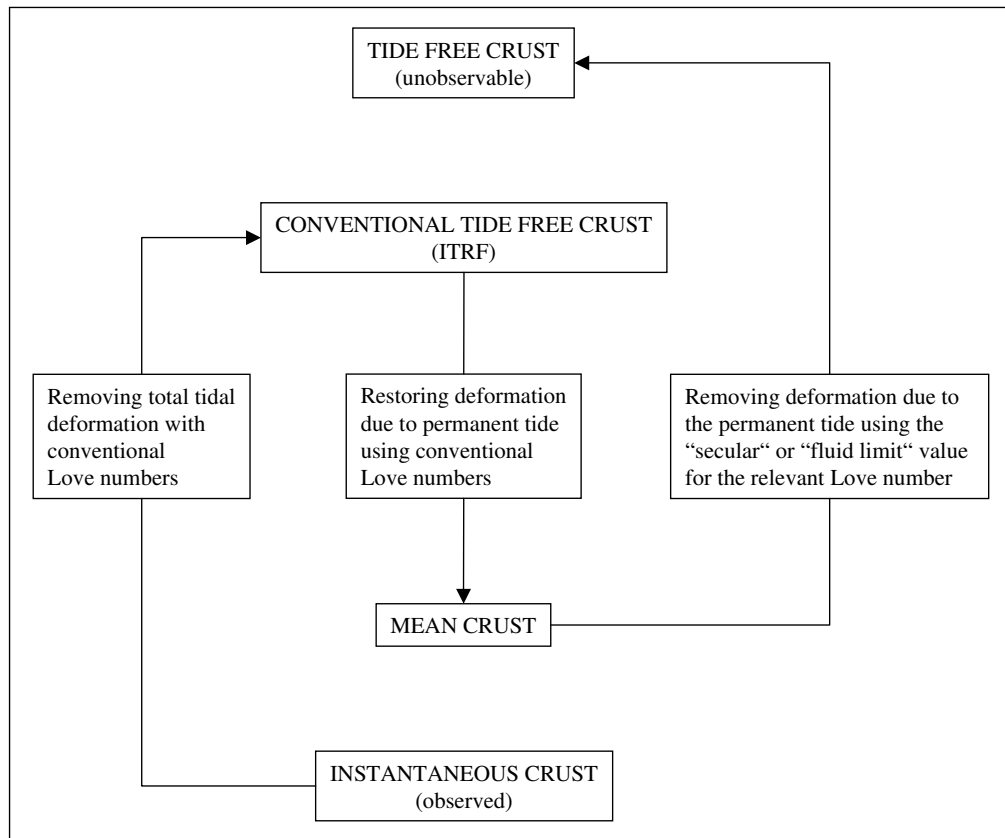 TIDE FREE CRUST
(unobservable)
CONVENTIONAL TIDE FREE CRUST
(ITRF)
Removing total tidal
deformation with
conventional
Love numbers
Restoring deformation
due to permanent tide
using conventional
Love numbers
Removing deformation due to
the permanent tide using the
“secular“ or “fluid limit“ value
for the relevant Love number
MEAN CRUST
INSTANTANEOUS CRUST
(observed)